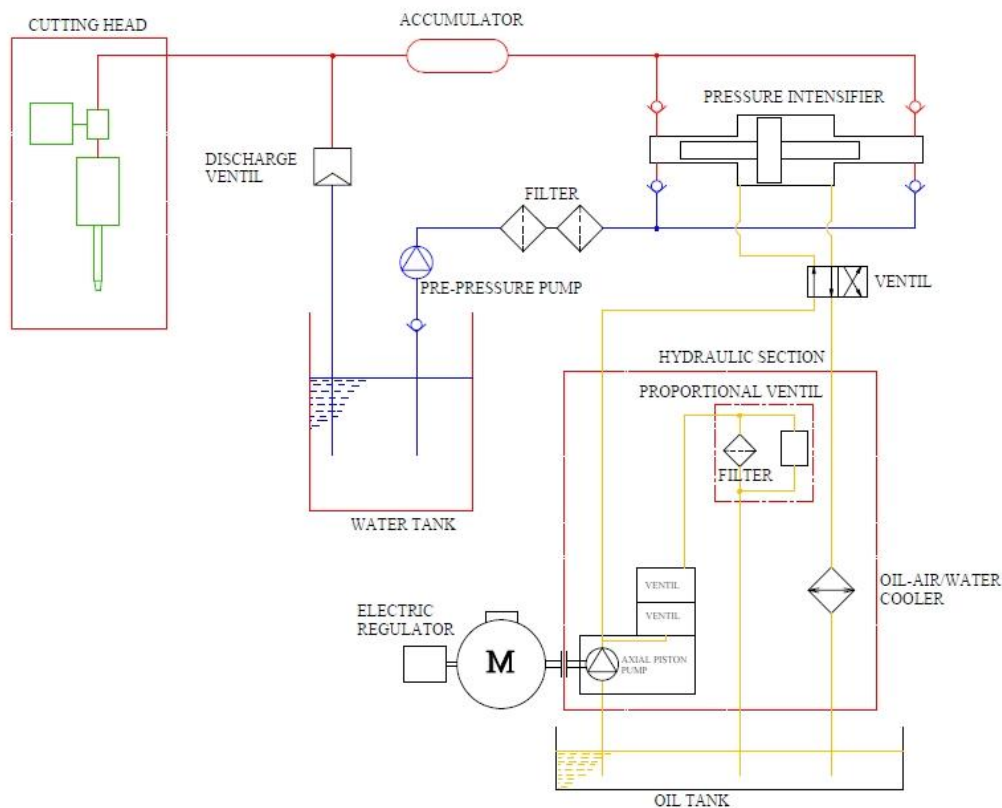 CUTTING HEAD
ACCUMULATOR
PRESSURE INTENSIFIER
DISCHARGE
VENTIL
FILTER
PRE-PRESSURE PUMP
VENTIL
HYDRAULIC SECTION
PROPORTIONAL VENTIL
FILTER
WATER TANK
OIL-AIR/WATER
COOLER
VENTIL
VENTIL
ELECTRIC
REGULATOR
M
AXIAL PISTON
PUMP
OIL TANK